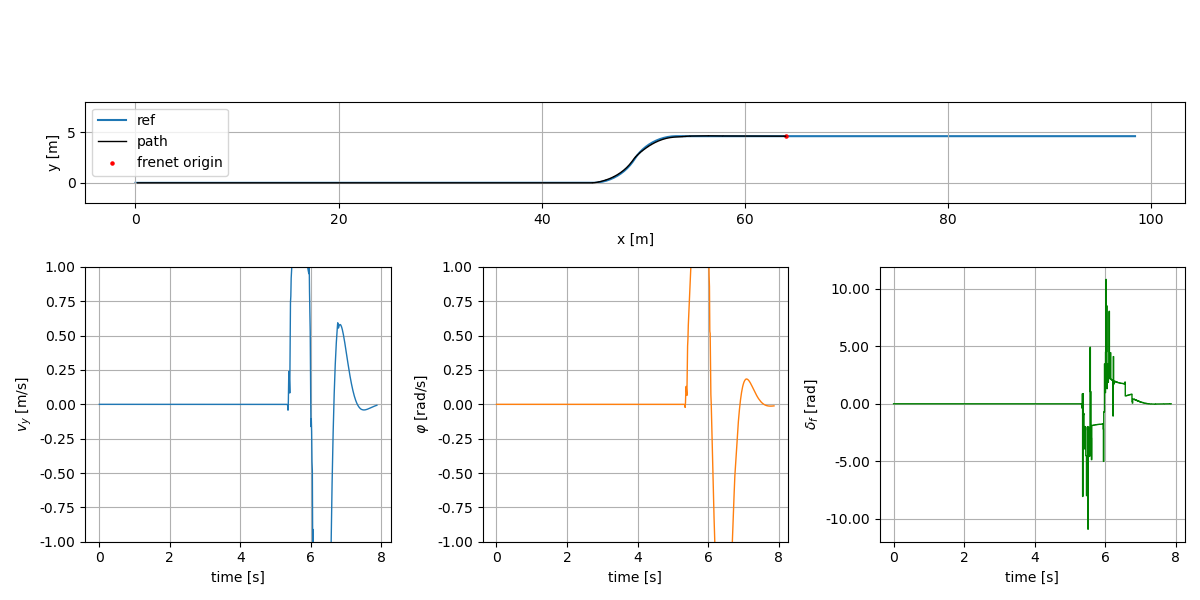 ref
path
frenet origin
5
0
y [m]
0 20 40 60 80 100
x [m]
1.00
0.75
0.50
0.25
0.00
-0.25
-0.50
-0.75
-1.00
v_y [m/s]
0 2 4 6 8
time [s]
1.00
0.75
0.50
0.25
0.00
-0.25
-0.50
-0.75
-1.00
φ [rad/s]
0 2 4 6 8
time [s]
10.00
5.00
0.00
-5.00
-10.00
δ_f [rad]
0 2 4 6 8
time [s]